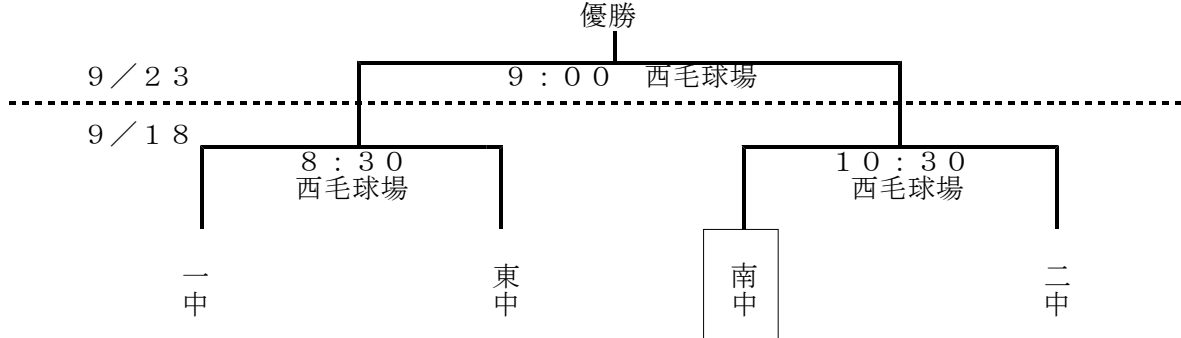 優勝
９／２３
９：００　西毛球場
９／１８
８：３０
西毛球場
１０：３０
西毛球場
一中
東中
南中
二中